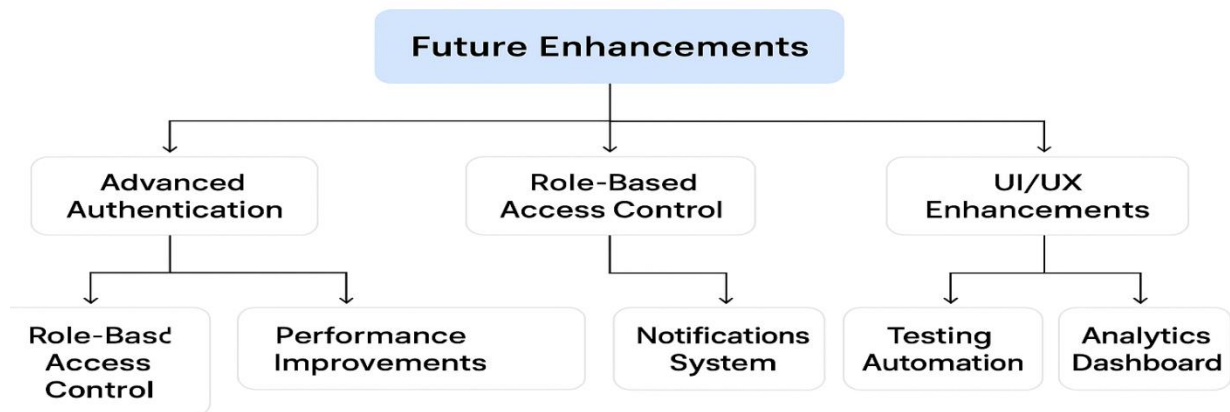 Future Enhancements
Advanced
Authentication
Role-Based
Access Control
UI/UX
Enhancements
Role-Basc
Access
Control
Performance
Improvements
Notifications
System
Testing
Automation
Analytics
Dashboard